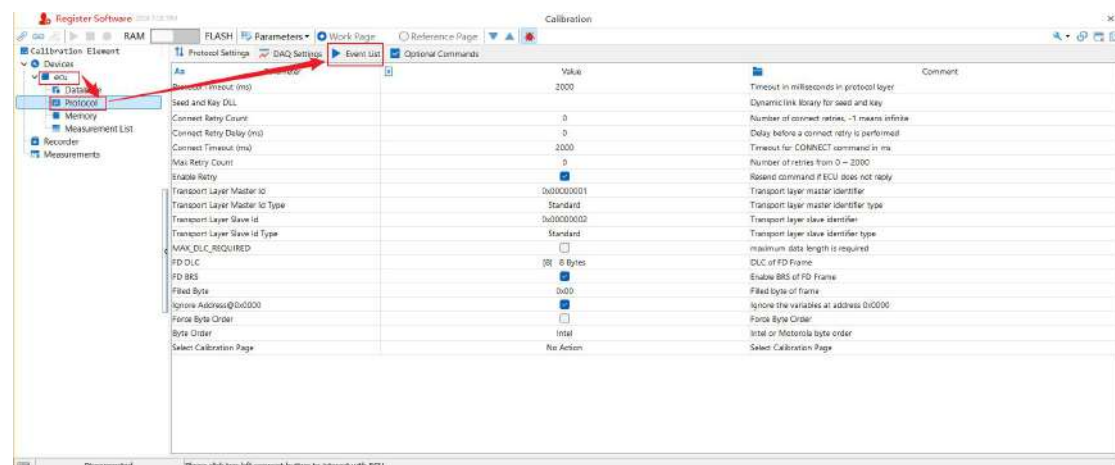 Register Software
Calibration
RAM FLASH Parameters Work Page Reference Page
Calibration Element
Protocol Settings DAQ Settings Event List Optional Commands
Devices
ecu
Protocol
Memory
Measurement List
Recorder
Measurements
Value Comment
Timeout (ms) 2000 Timeout in milliseconds in protocol layer
Seed and Key DLL Dynamic link library for seed and key
Connect Retry Count 0 Number of connect retries, -1 means infinite
Connect Retry Delay (ms) 0 Delay before a connect retry is performed
Connect Timeout (ms) 2000 Timeout for CONNECT command in ms
Max Retry Count 0 Number of retries from 0 ~ 2000
Enable Retry Resend command if ECU does not reply
Transport Layer Master Id 0x00000001 Transport layer master identifier
Transport Layer Master Id Type Standard Transport layer master identifier type
Transport Layer Slave Id 0x00000002 Transport layer slave identifier
Transport Layer Slave Id Type Standard Transport layer slave identifier type
MAX_DLC_REQUIRED maximum data length is required
FD DLC [8] 8 Bytes DLC of FD Frame
FD BRS Enable BRS of FD Frame
Filled Byte 0x00 Filled byte of frame
Ignore Address@0x0000 Ignore the variables at address 0x0000
Force Byte Order Force Byte Order
Byte Order Intel Intel or Motorola byte order
Select Calibration Page No Action Select Calibration Page